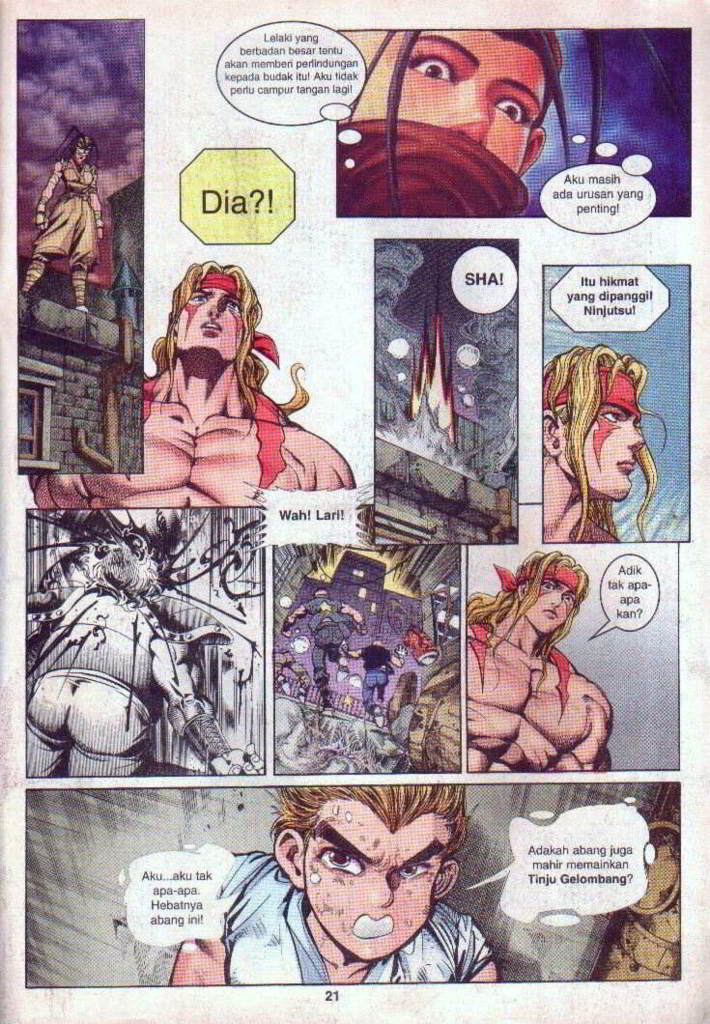 Lelaki yang
berbadan besar tentu
akan memberi perlindungan
kepada budak itu! Aku tidak
perlu campur tangan lagi!
Aku masih
ada urusan yang
penting!
Dia?!
SHA!
Itu hikmat
yang dipanggil
Ninjutsu!
Wah! Lari!
Adik
tak apa-
apa
kan?
Aku...aku tak
apa-apa.
Hebatnya
abang ini!
Adakah abang juga
mahir memainkan
Tinju Gelombang?
21